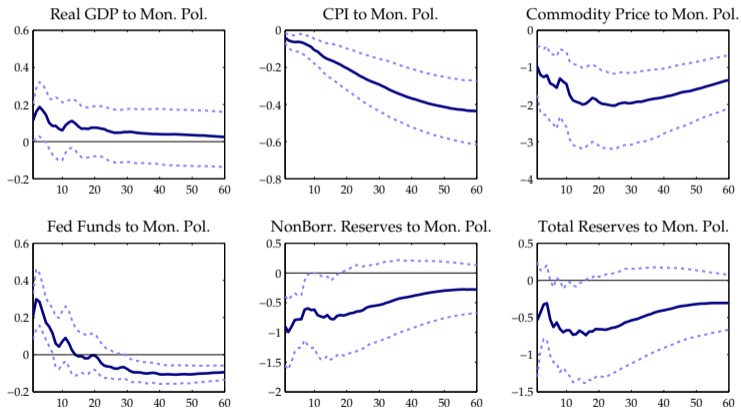 Real GDP to Mon. Pol.
0.6
0.4
0.2
0
−0.2
10 20 30 40 50 60
CPI to Mon. Pol.
0
−0.2
−0.4
−0.6
−0.8
10 20 30 40 50 60
Commodity Price to Mon. Pol.
0
−1
−2
−3
−4
10 20 30 40 50 60
Fed Funds to Mon. Pol.
0.6
0.4
0.2
0
−0.2
10 20 30 40 50 60
NonBorr. Reserves to Mon. Pol.
0.5
0
−0.5
−1
−1.5
−2
10 20 30 40 50 60
Total Reserves to Mon. Pol.
0.5
0
−0.5
−1
−1.5
10 20 30 40 50 60